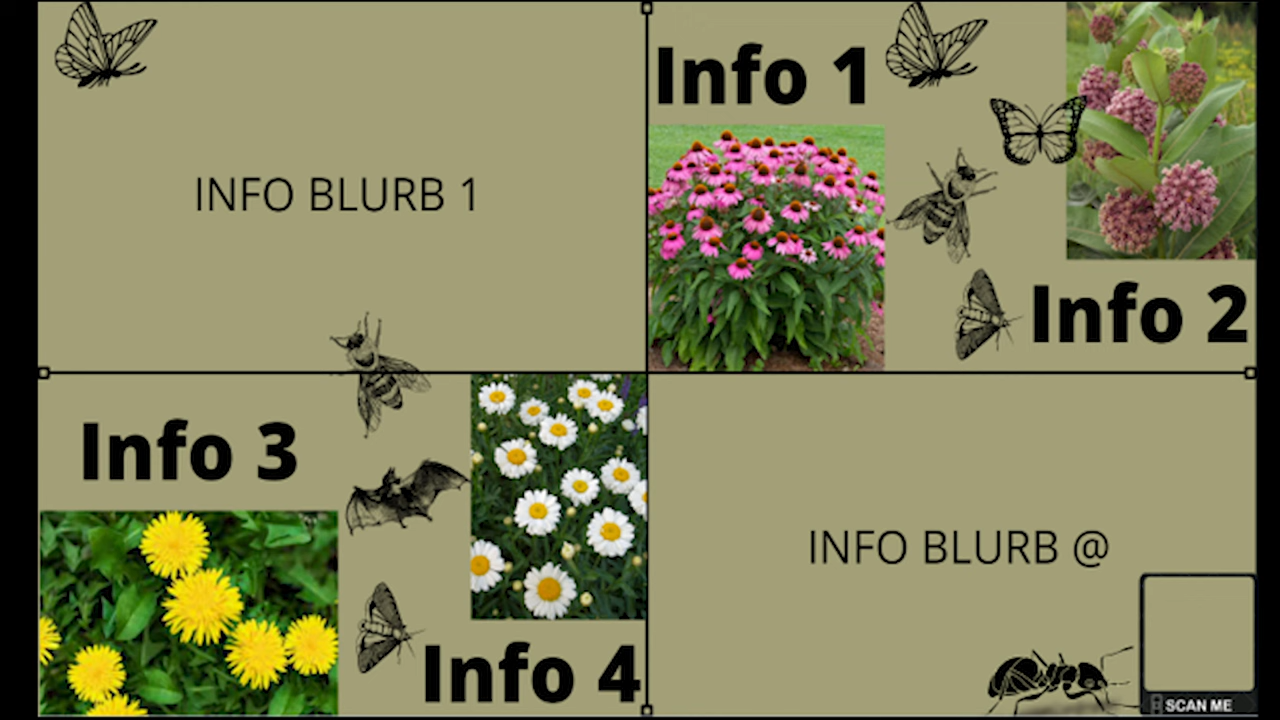 INFO BLURB 1
Info 1
Info 2
Info 3
Info 4
INFO BLURB @
SCAN ME